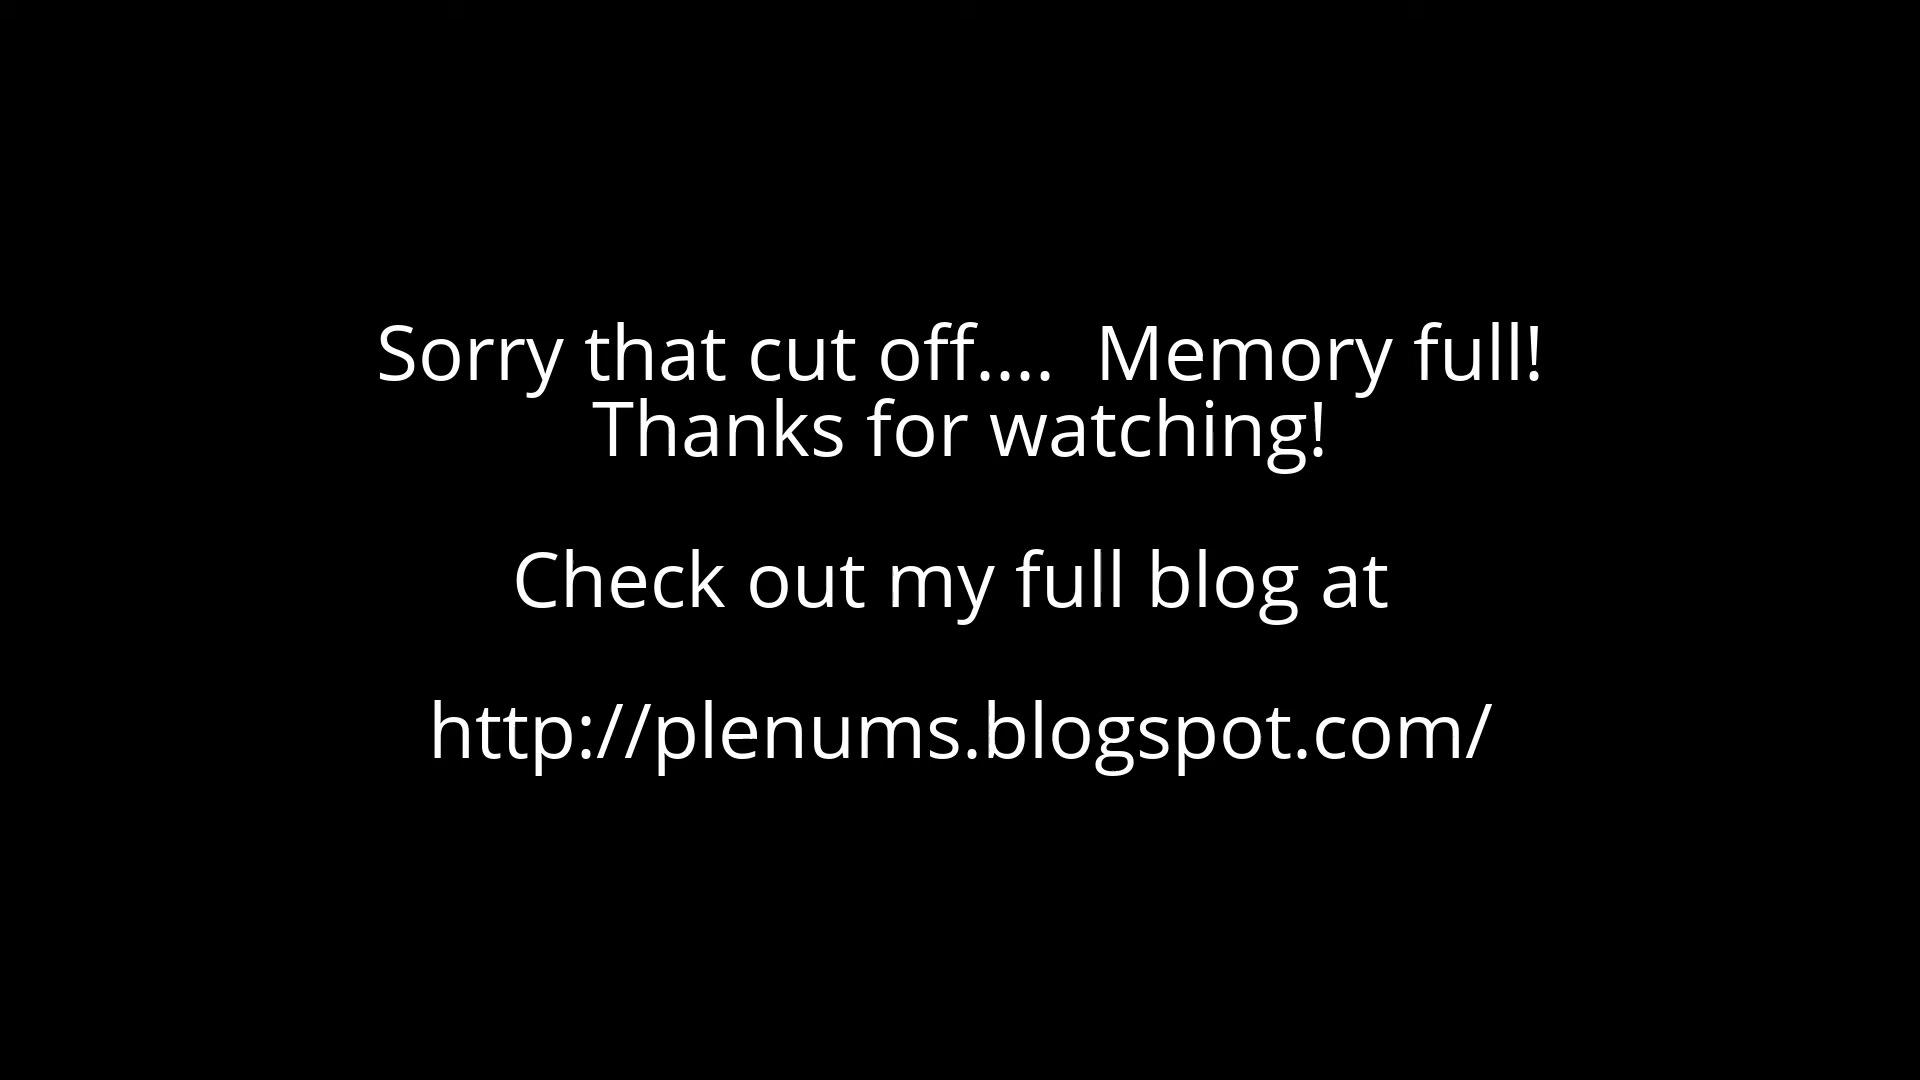 Sorry that cut off....  Memory full!
Thanks for watching!
Check out my full blog at
http://plenums.blogspot.com/